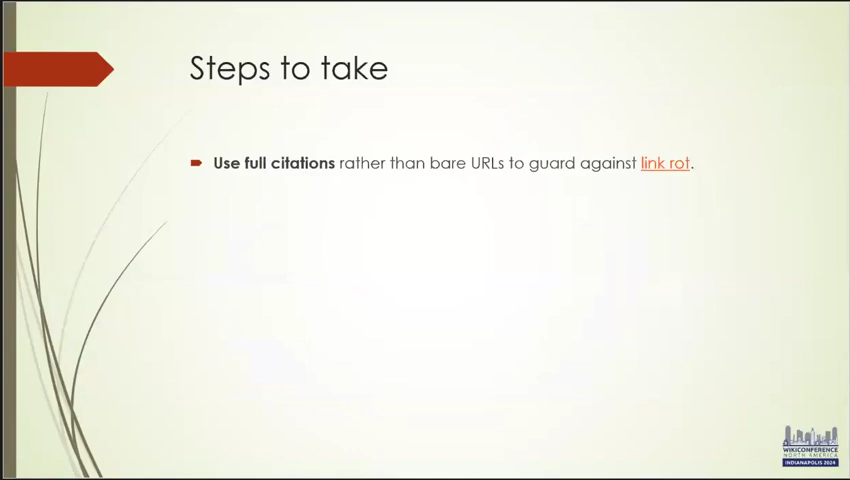 Steps to take
Use full citations rather than bare URLs to guard against link rot.
WIKICONFERENCE
NORTH AMERICA
INDIANAPOLIS 2024